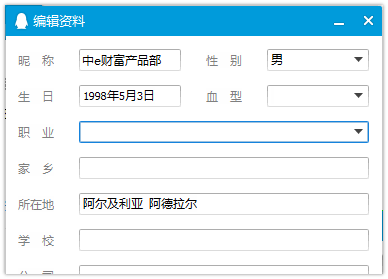 编辑资料
昵 称 中e财富产品部 性 别 男
生 日 1998年5月3日 血 型
职 业
家 乡
所在地 阿尔及利亚 阿德拉尔
学 校